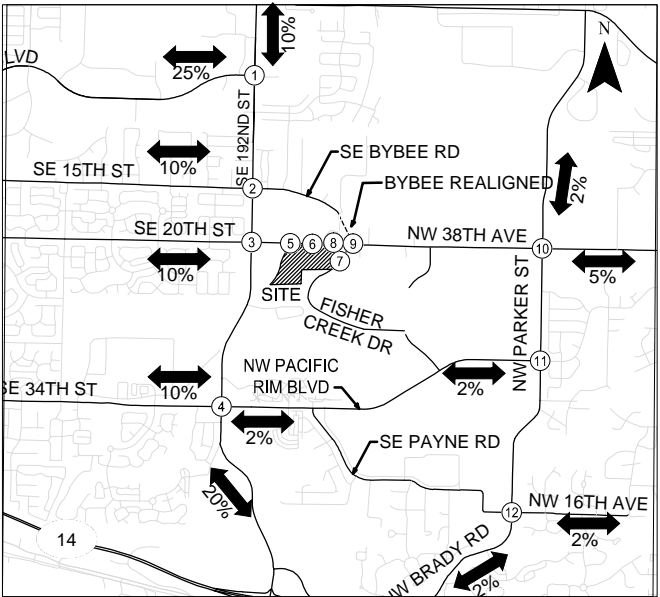 10%
N
LVD
25%
1
SE 192ND ST
10%
SE BYBEE RD
SE 15TH ST
2
BYBEE REALIGNED
2%
SE 20TH ST
3
5
6
8
9
NW 38TH AVE
10
7
10%
5%
SITE
FISHER
CREEK DR
NW PARKER ST
NW PACIFIC
RIM BLVD
11
2%
SE 34TH ST
10%
4
2%
SE PAYNE RD
20%
NW 16TH AVE
12
2%
14
NW BRADY RD
2%